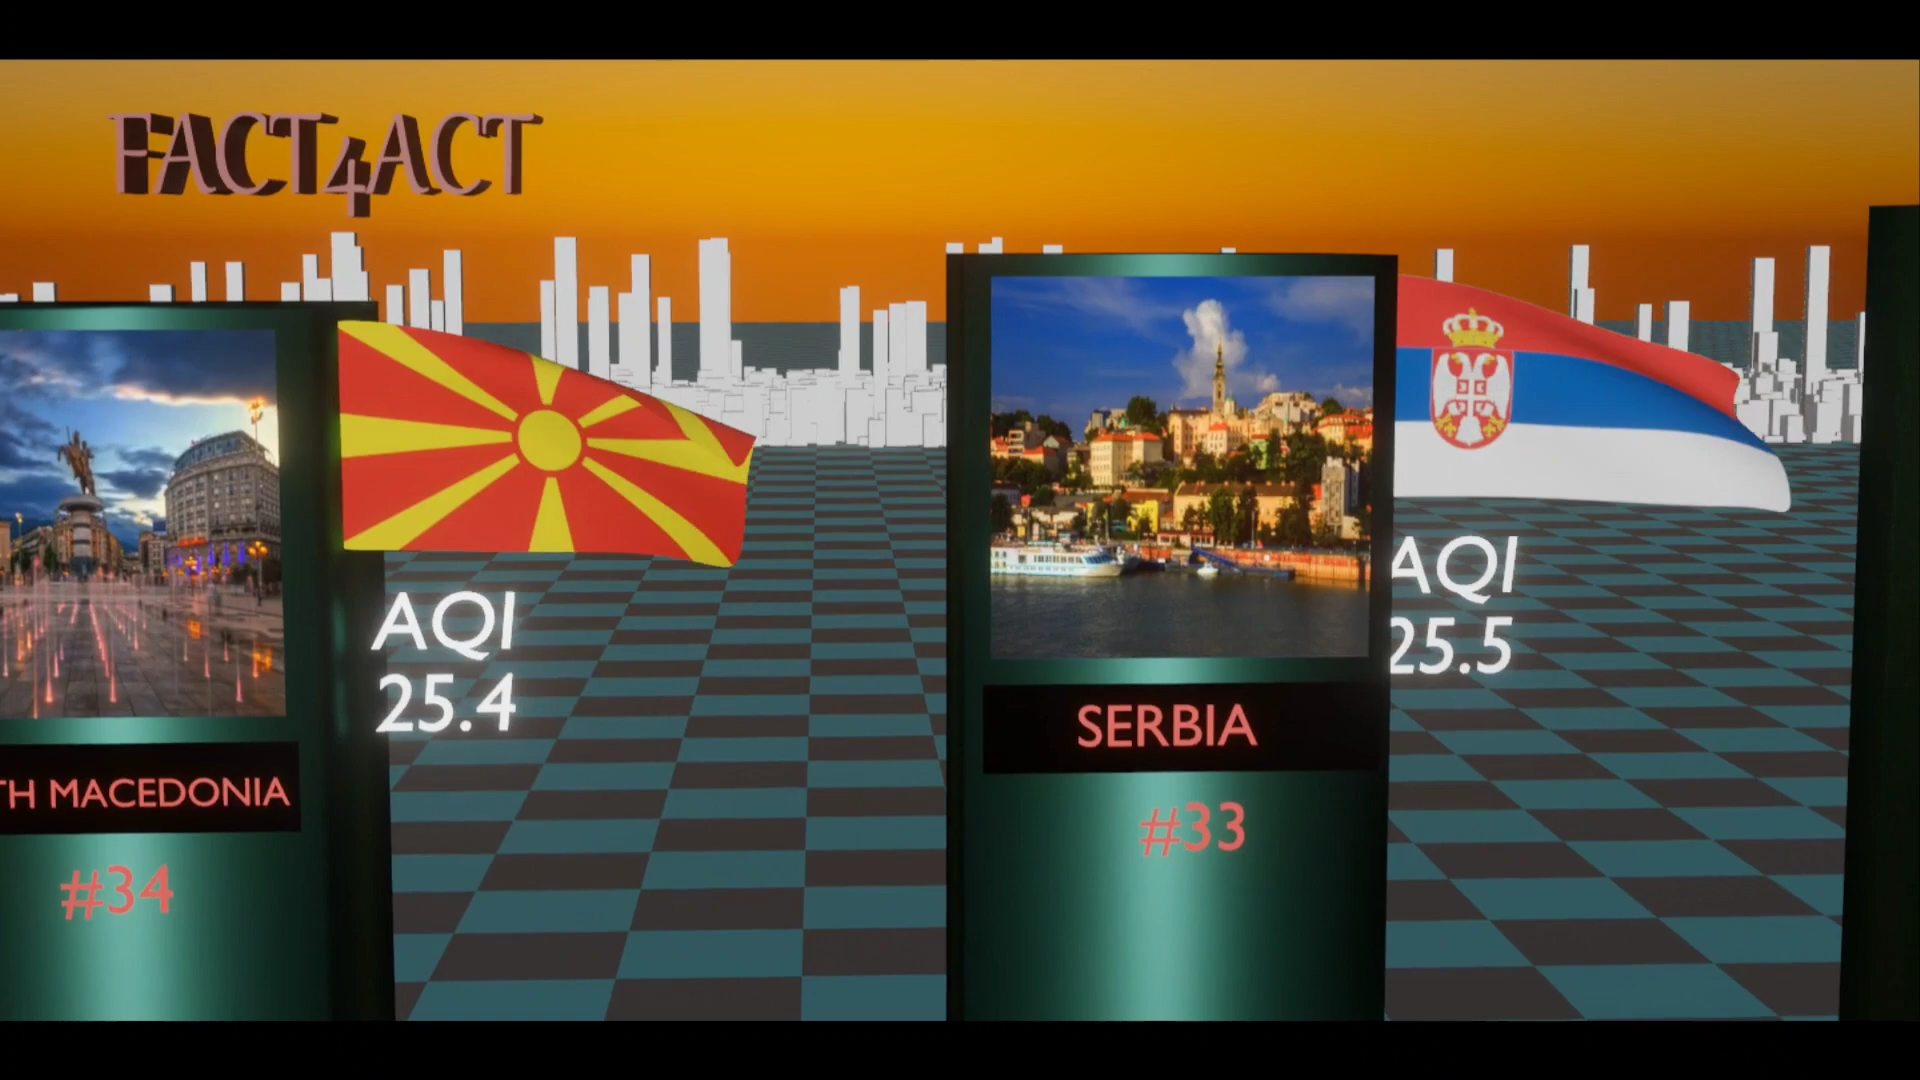 FACT4ACT
AQI
25.4
TH MACEDONIA
#34
AQI
25.5
SERBIA
#33